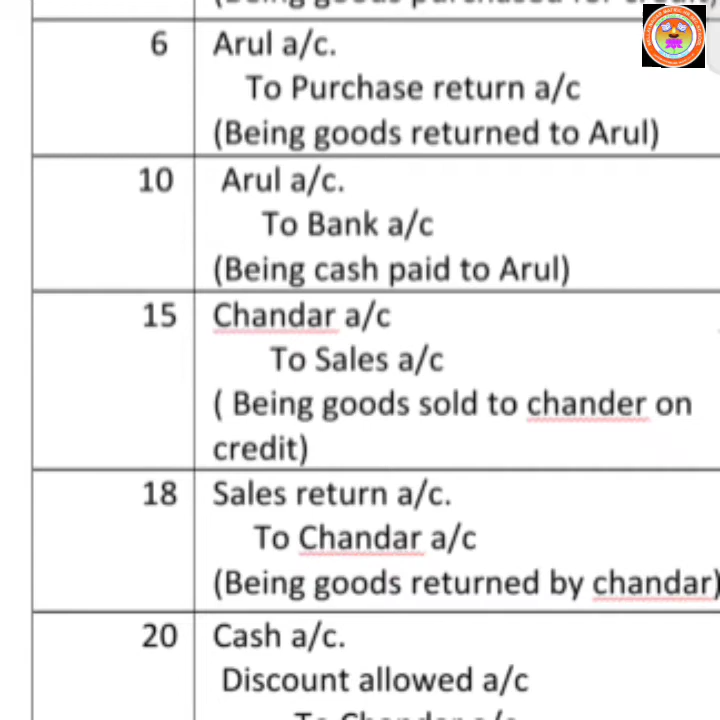 6 Arul a/c.
To Purchase return a/c
(Being goods returned to Arul)
10 Arul a/c.
To Bank a/c
(Being cash paid to Arul)
15 Chandar a/c
To Sales a/c
( Being goods sold to chander on
credit)
18 Sales return a/c.
To Chandar a/c
(Being goods returned by chandar)
20 Cash a/c.
Discount allowed a/c
To Chandar a/c